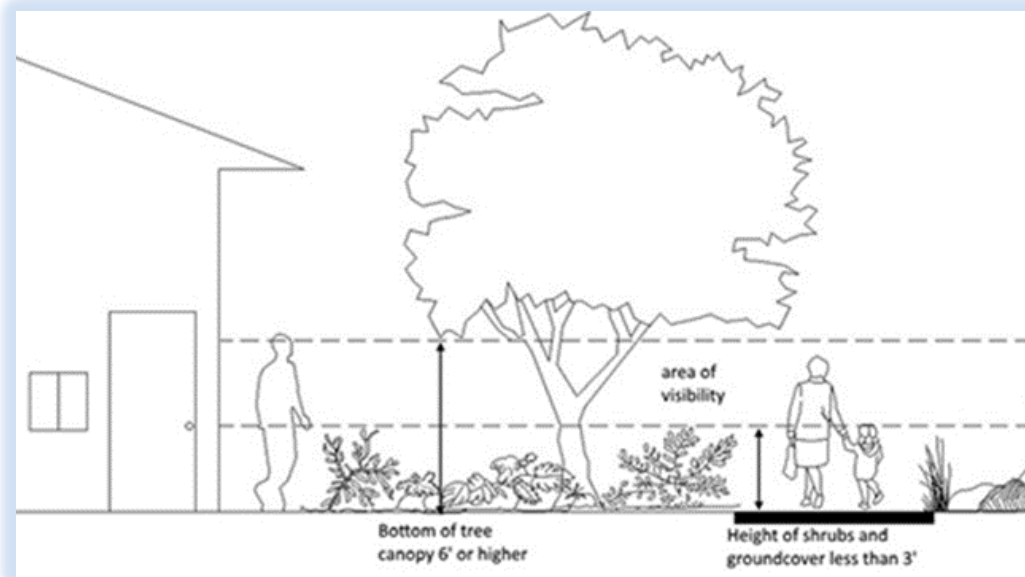 area of
visibility
Bottom of tree
canopy 6' or higher
Height of shrubs and
groundcover less than 3'